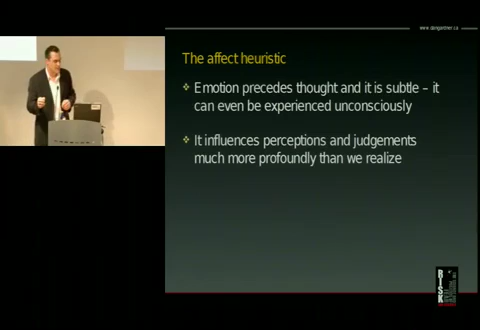 www.dangardner.ca
The affect heuristic
Emotion precedes thought and it is subtle – it
can even be experienced unconsciously
It influences perceptions and judgements
much more profoundly than we realize
RISK